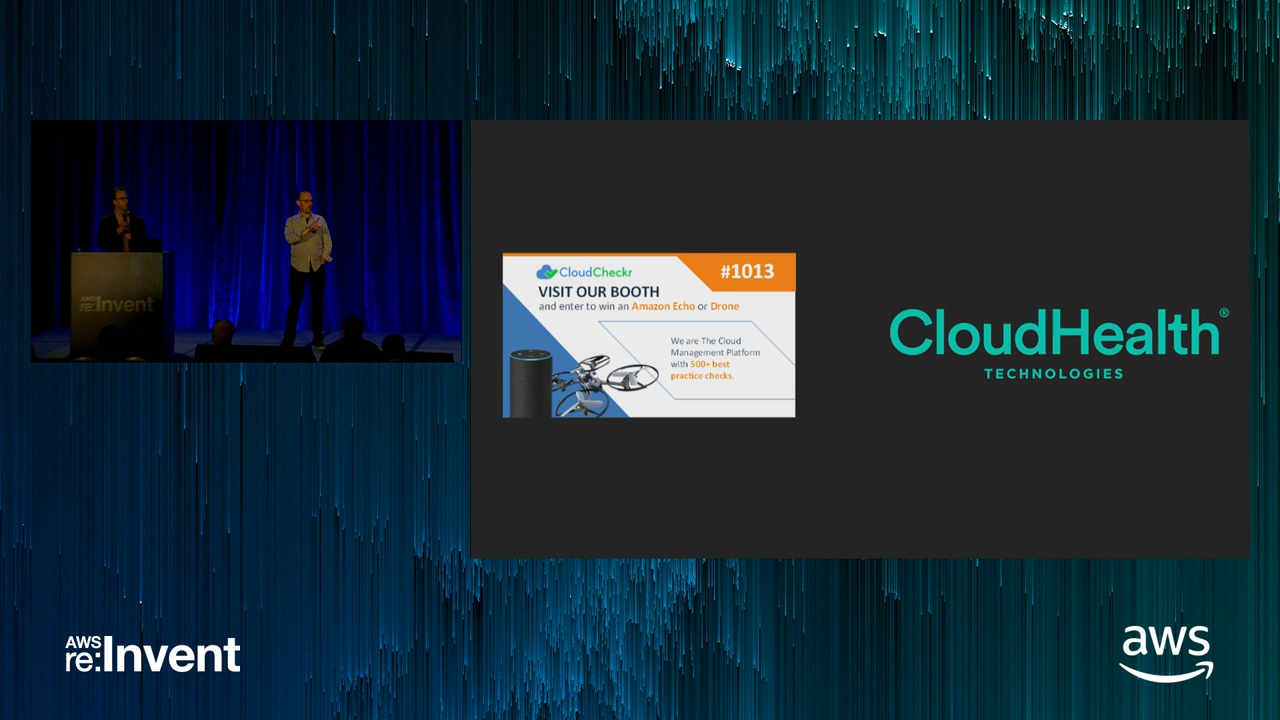 AWS
re:Invent
CloudCheckr
#1013
VISIT OUR BOOTH
and enter to win an Amazon Echo or Drone
We are The Cloud
Management Platform
with 500+ best
practice checks.
CloudHealth®
TECHNOLOGIES
AWS
re:Invent
aws